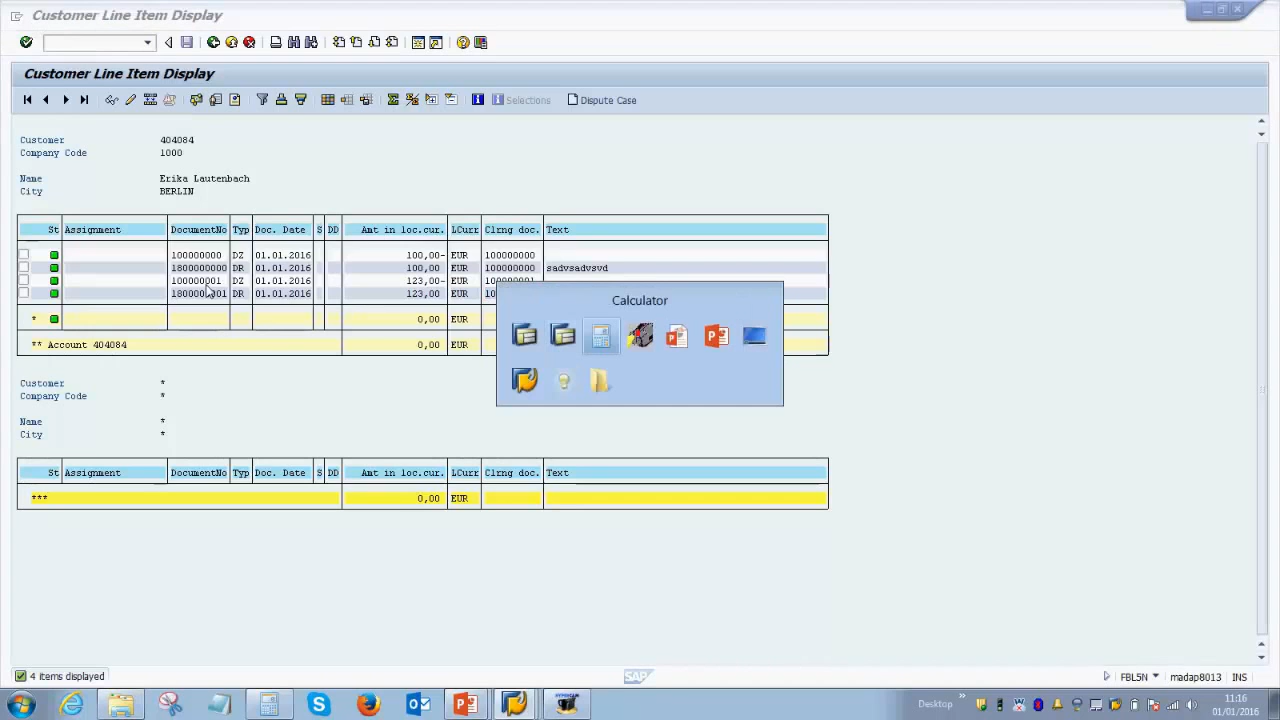 Customer Line Item Display
Customer Line Item Display
Selections
Dispute Case
Customer 404084
Company Code 1000
Name Erika Lautenbach
City BERLIN
St Assignment DocumentNo Typ Doc. Date S DD Amt in loc.cur. LCurr Clrng doc. Text
100000000 DZ 01.01.2016 100,00- EUR 100000000
1800000000 DR 01.01.2016 100,00 EUR 100000000 sadvsadvsvd
100000001 DZ 01.01.2016 123,00- EUR
1800000001 DR 01.01.2016 123,00 EUR
* 0,00 EUR
** Account 404084 0,00 EUR
Calculator
Customer *
Company Code *
Name *
City *
St Assignment DocumentNo Typ Doc. Date S DD Amt in loc.cur. LCurr Clrng doc. Text
*** 0,00 EUR
4 items displayed
SAP
FBL5N madap8013 INS
Desktop
11:16
01/01/2016